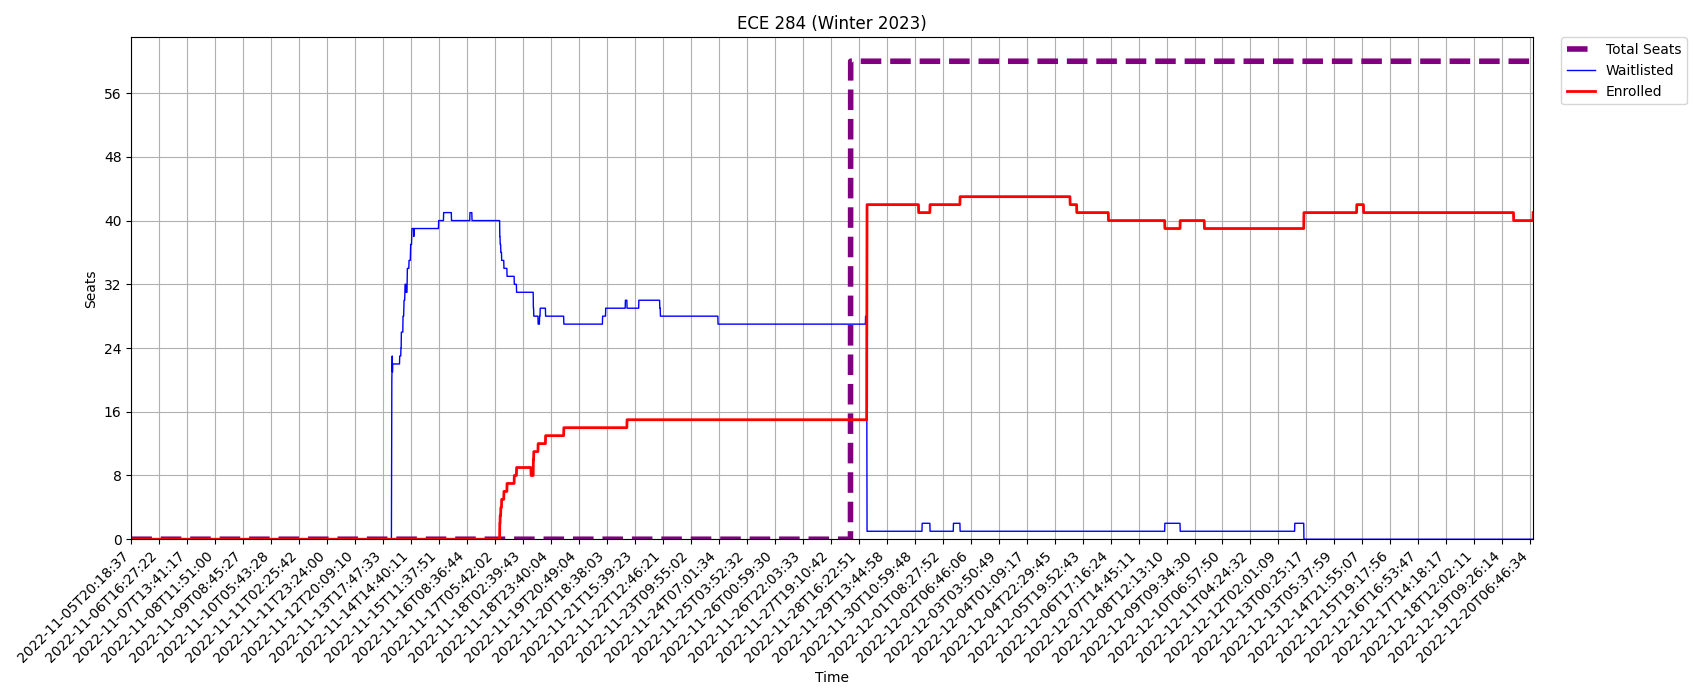 ECE 284 (Winter 2023)
Total Seats
Waitlisted
Enrolled
Seats
56
48
40
32
24
16
8
0
2022-11-05T20:18:37
2022-11-06T16:27:22
2022-11-07T13:41:17
2022-11-08T11:51:00
2022-11-09T08:45:27
2022-11-10T05:43:28
2022-11-11T02:25:42
2022-11-11T23:24:00
2022-11-12T20:09:10
2022-11-13T17:47:33
2022-11-14T14:40:11
2022-11-15T11:37:51
2022-11-16T08:36:44
2022-11-17T05:42:02
2022-11-18T02:39:43
2022-11-18T23:40:04
2022-11-19T20:49:04
2022-11-20T18:38:03
2022-11-21T15:39:23
2022-11-22T12:46:21
2022-11-23T09:55:02
2022-11-24T07:01:34
2022-11-25T03:52:32
2022-11-26T00:59:30
2022-11-26T22:03:33
2022-11-27T19:10:42
2022-11-28T16:22:51
2022-11-29T13:44:58
2022-11-30T10:59:48
2022-12-01T08:27:52
2022-12-02T06:46:06
2022-12-03T03:50:49
2022-12-04T01:09:17
2022-12-04T22:29:45
2022-12-05T19:52:43
2022-12-06T17:16:24
2022-12-07T14:45:11
2022-12-08T12:13:10
2022-12-09T09:34:30
2022-12-10T06:57:50
2022-12-11T04:24:32
2022-12-12T02:01:09
2022-12-13T00:25:17
2022-12-13T05:37:59
2022-12-14T21:55:07
2022-12-15T19:17:56
2022-12-16T16:53:47
2022-12-17T14:18:17
2022-12-18T12:02:11
2022-12-19T09:26:14
2022-12-20T06:46:34
Time